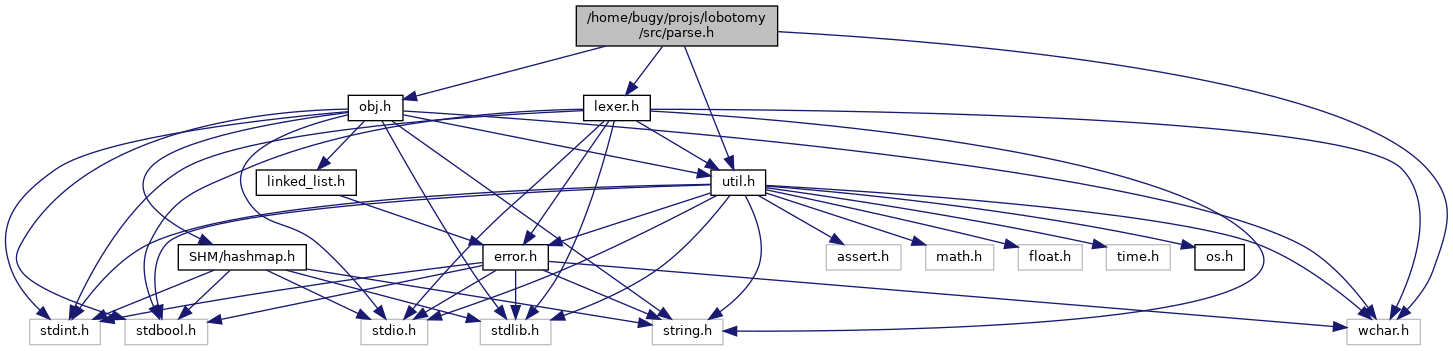 /home/bugy/projs/lobotomy
/src/parse.h
obj.h
lexer.h
linked_list.h
util.h
SHM/hashmap.h
error.h
assert.h
math.h
float.h
time.h
os.h
stdint.h
stdbool.h
stdio.h
stdlib.h
string.h
wchar.h